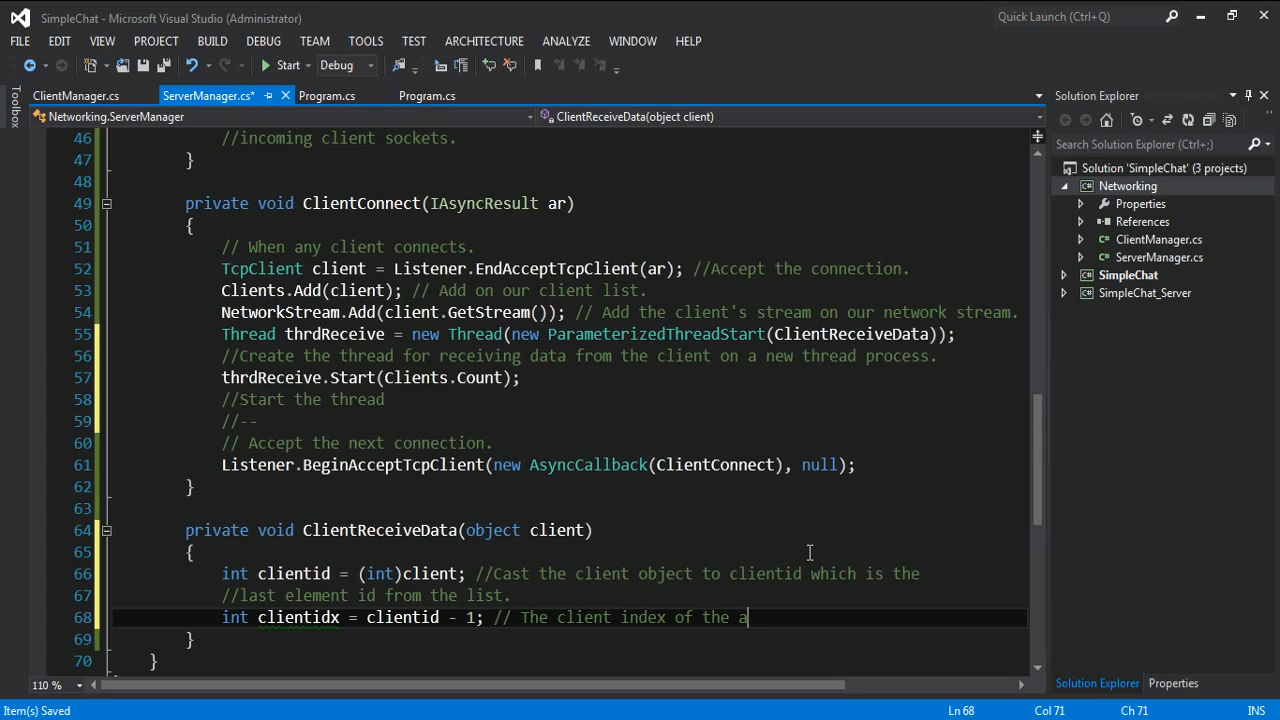 SimpleChat - Microsoft Visual Studio (Administrator)
Quick Launch (Ctrl+Q)
FILE EDIT VIEW PROJECT BUILD DEBUG TEAM TOOLS TEST ARCHITECTURE ANALYZE WINDOW HELP
Start Debug
Toolbox
ClientManager.cs ServerManager.cs* Program.cs Program.cs
Networking.ServerManager ClientReceiveData(object client)
46 //incoming client sockets.
47 }
48
49 private void ClientConnect(IAsyncResult ar)
50 {
51 // When any client connects.
52 TcpClient client = Listener.EndAcceptTcpClient(ar); //Accept the connection.
53 Clients.Add(client); // Add on our client list.
54 NetworkStream.Add(client.GetStream()); // Add the client's stream on our network stream.
55 Thread thrdReceive = new Thread(new ParameterizedThreadStart(ClientReceiveData));
56 //Create the thread for receiving data from the client on a new thread process.
57 thrdReceive.Start(Clients.Count);
58 //Start the thread
59 //--
60 // Accept the next connection.
61 Listener.BeginAcceptTcpClient(new AsyncCallback(ClientConnect), null);
62 }
63
64 private void ClientReceiveData(object client)
65 {
66 int clientid = (int)client; //Cast the client object to clientid which is the
67 //last element id from the list.
68 int clientidx = clientid - 1; // The client index of the a
69 }
70 }
110 %
Solution Explorer
Search Solution Explorer (Ctrl+;)
Solution 'SimpleChat' (3 projects)
Networking
Properties
References
ClientManager.cs
ServerManager.cs
SimpleChat
SimpleChat_Server
Solution Explorer Properties
Item(s) Saved Ln 68 Col 71 Ch 71 INS